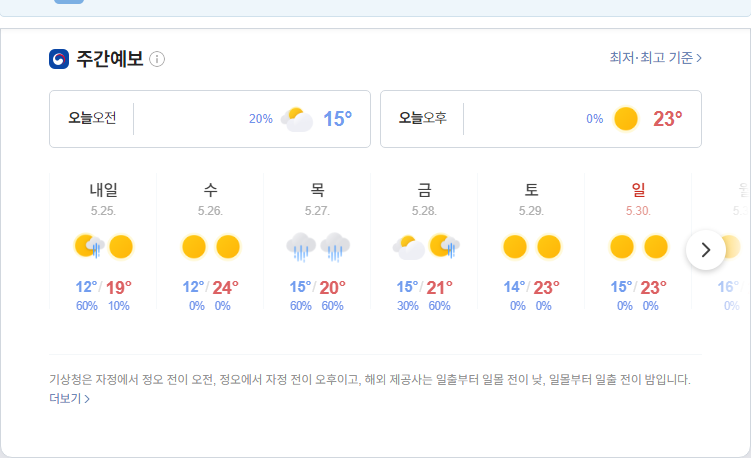 주간예보
최저·최고 기준
오늘오전 20% 15°
오늘오후 0% 23°
내일 수 목 금 토 일 월
5.25. 5.26. 5.27. 5.28. 5.29. 5.30.
12°/19° 12°/24° 15°/20° 15°/21° 14°/23° 15°/23° 16°
60% 10% 0% 0% 60% 60% 30% 60% 0% 0% 0% 0% 0%
기상청은 자정에서 정오 전이 오전, 정오에서 자정 전이 오후이고, 해외 제공사는 일출부터 일몰 전이 낮, 일몰부터 일출 전이 밤입니다.
더보기